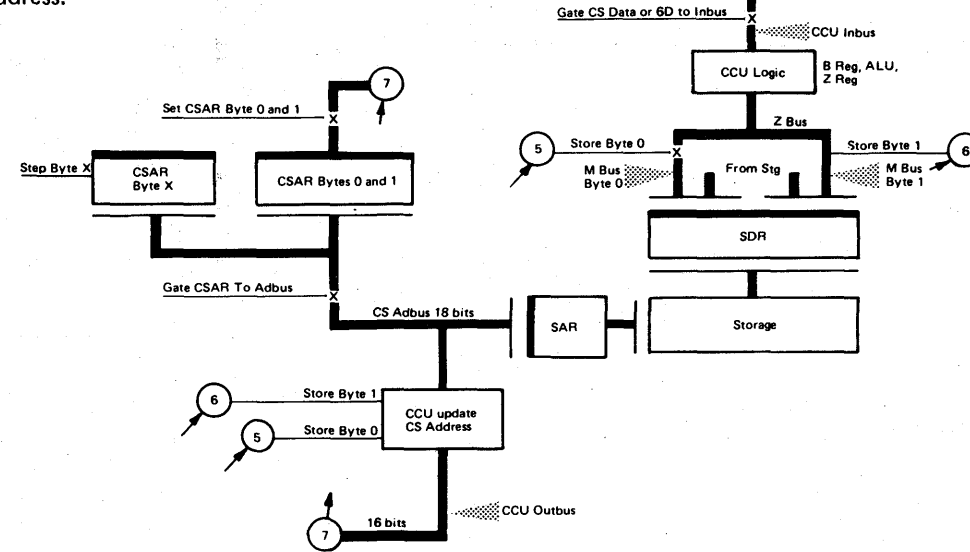 address.
Gate CS Data or 6D to Inbus
CCU Inbus
CCU Logic
B Reg, ALU,
Z Reg
7
Set CSAR Byte 0 and 1
Z Bus
5
Store Byte 0
Store Byte 1
6
Step Byte X
CSAR
Byte X
CSAR Bytes 0 and 1
M Bus
Byte 0
From Stg
M Bus
Byte 1
SDR
Gate CSAR To Adbus
CS Adbus 18 bits
SAR
Storage
6
Store Byte 1
CCU update
CS Address
5
Store Byte 0
7
16 bits
CCU Outbus